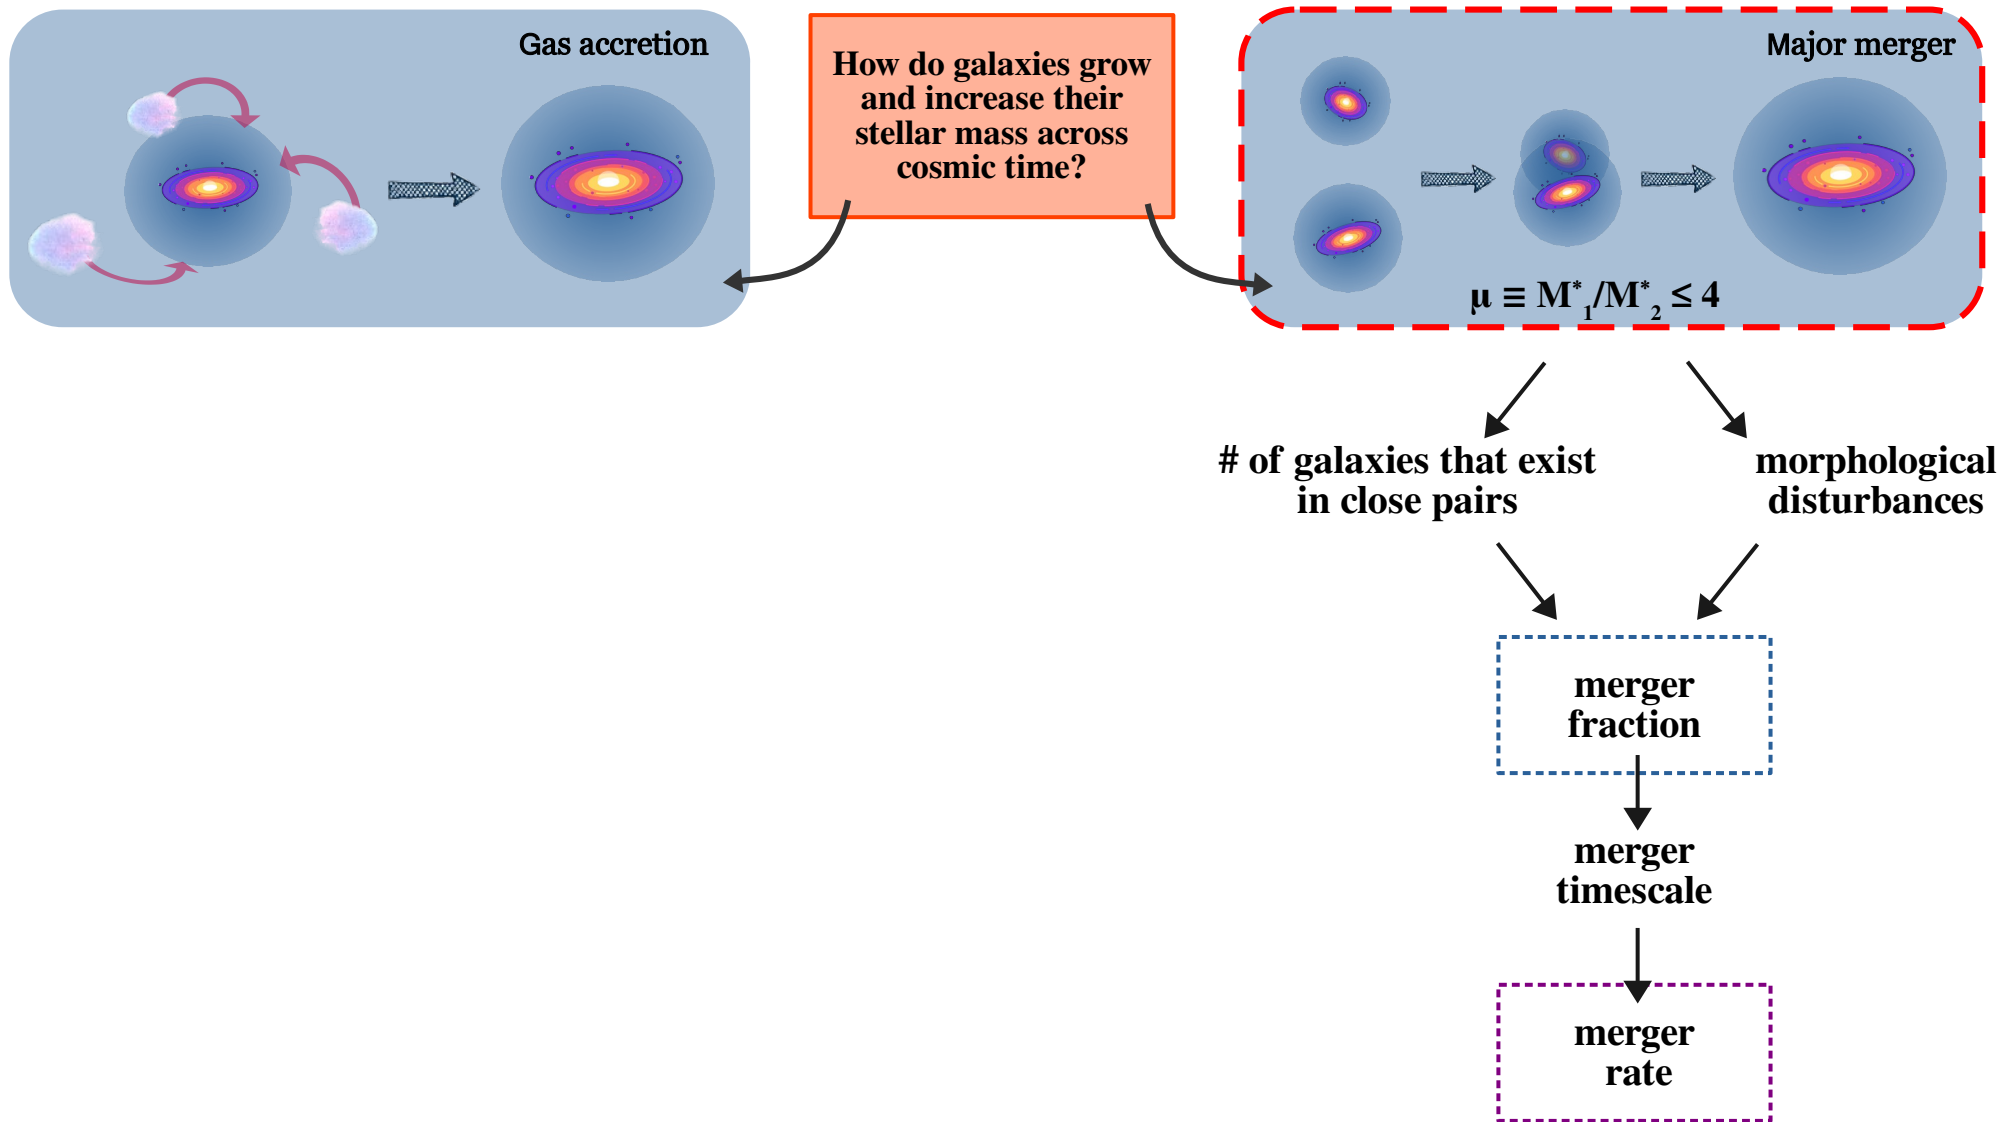 Gas accretion
How do galaxies grow
and increase their
stellar mass across
cosmic time?
Major merger
μ ≡ M*₁/M*₂ ≤ 4
# of galaxies that exist
in close pairs
morphological
disturbances
merger
fraction
merger
timescale
merger
rate